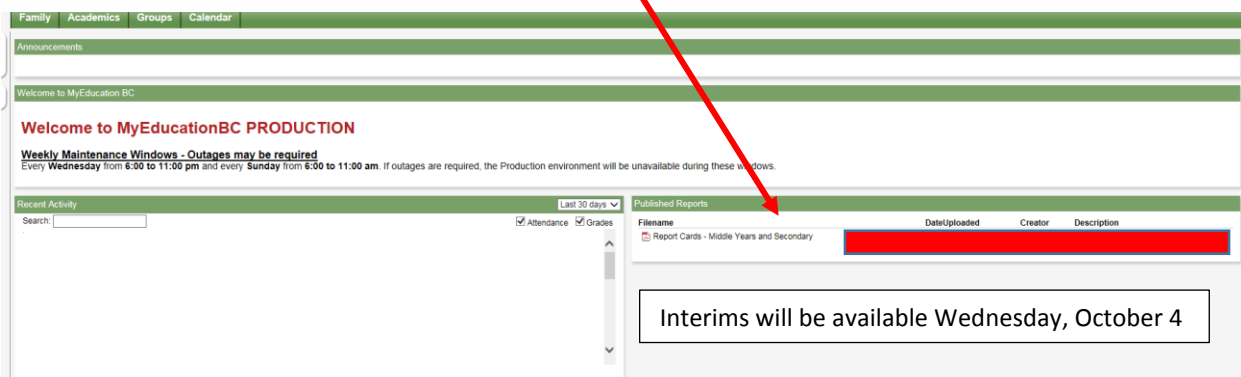 Family Academics Groups Calendar
Announcements
Welcome to MyEducation BC
Welcome to MyEducationBC PRODUCTION
Weekly Maintenance Windows - Outages may be required
Every Wednesday from 6:00 to 11:00 pm and every Sunday from 6:00 to 11:00 am. If outages are required, the Production environment will be unavailable during these windows.
Recent Activity Last 30 days
Search: Attendance Grades
Published Reports
Filename DateUploaded Creator Description
Report Cards - Middle Years and Secondary
Interims will be available Wednesday, October 4